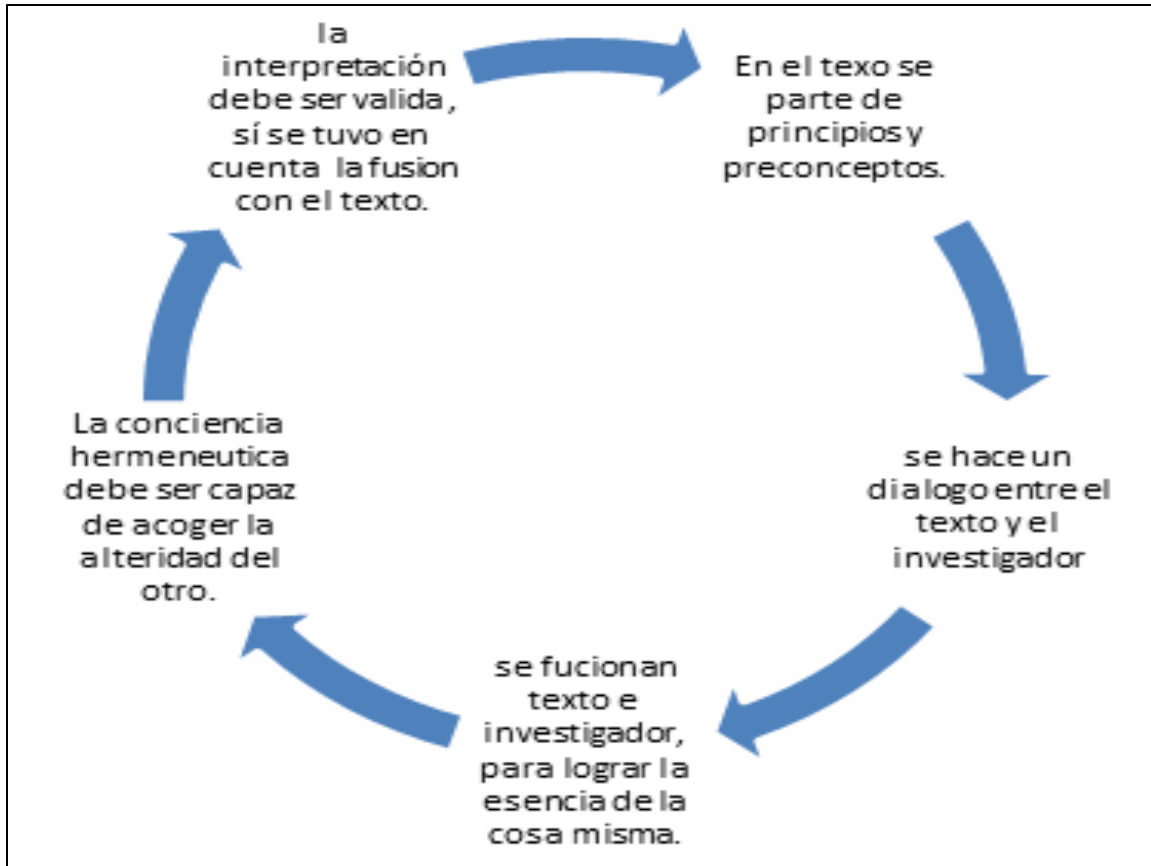 la
interpretación
debe ser valida,
sí se tuvo en
cuenta la fusion
con el texto.
En el texo se
parte de
principios y
preconceptos.
se hace un
dialogo entre el
texto y el
investigador
se fucionan
texto e
investigador,
para lograr la
esencia de la
cosa misma.
La conciencia
hermeneutica
debe ser capaz
de acoger la
alteridad del
otro.